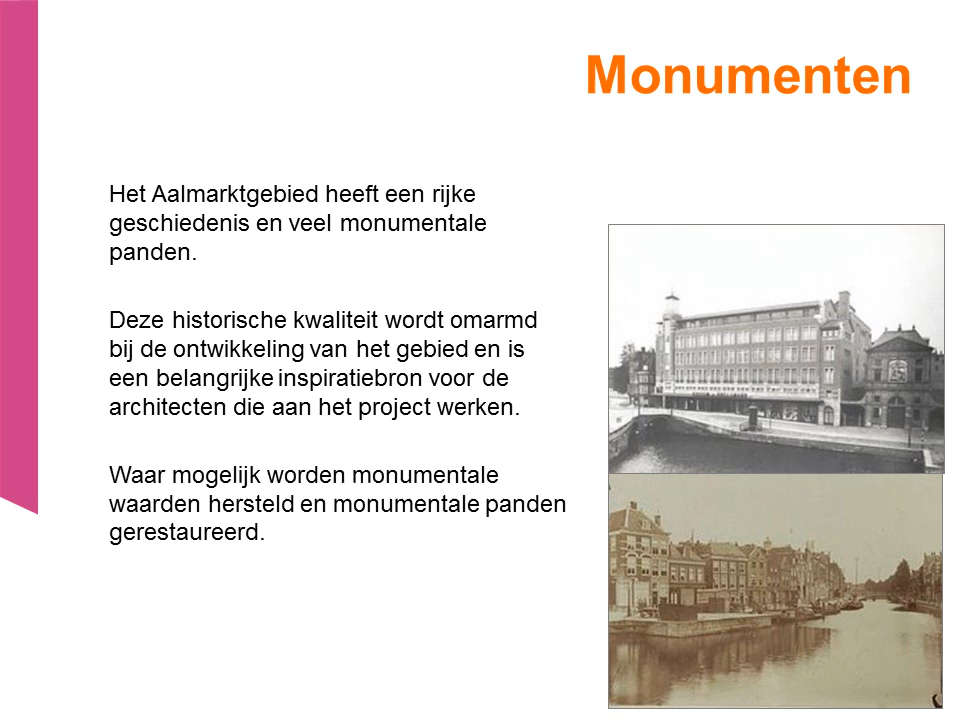 Monumenten
Het Aalmarktgebied heeft een rijke
geschiedenis en veel monumentale
panden.
Deze historische kwaliteit wordt omarmd
bij de ontwikkeling van het gebied en is
een belangrijke inspiratiebron voor de
architecten die aan het project werken.
Waar mogelijk worden monumentale
waarden hersteld en monumentale panden
gerestaureerd.